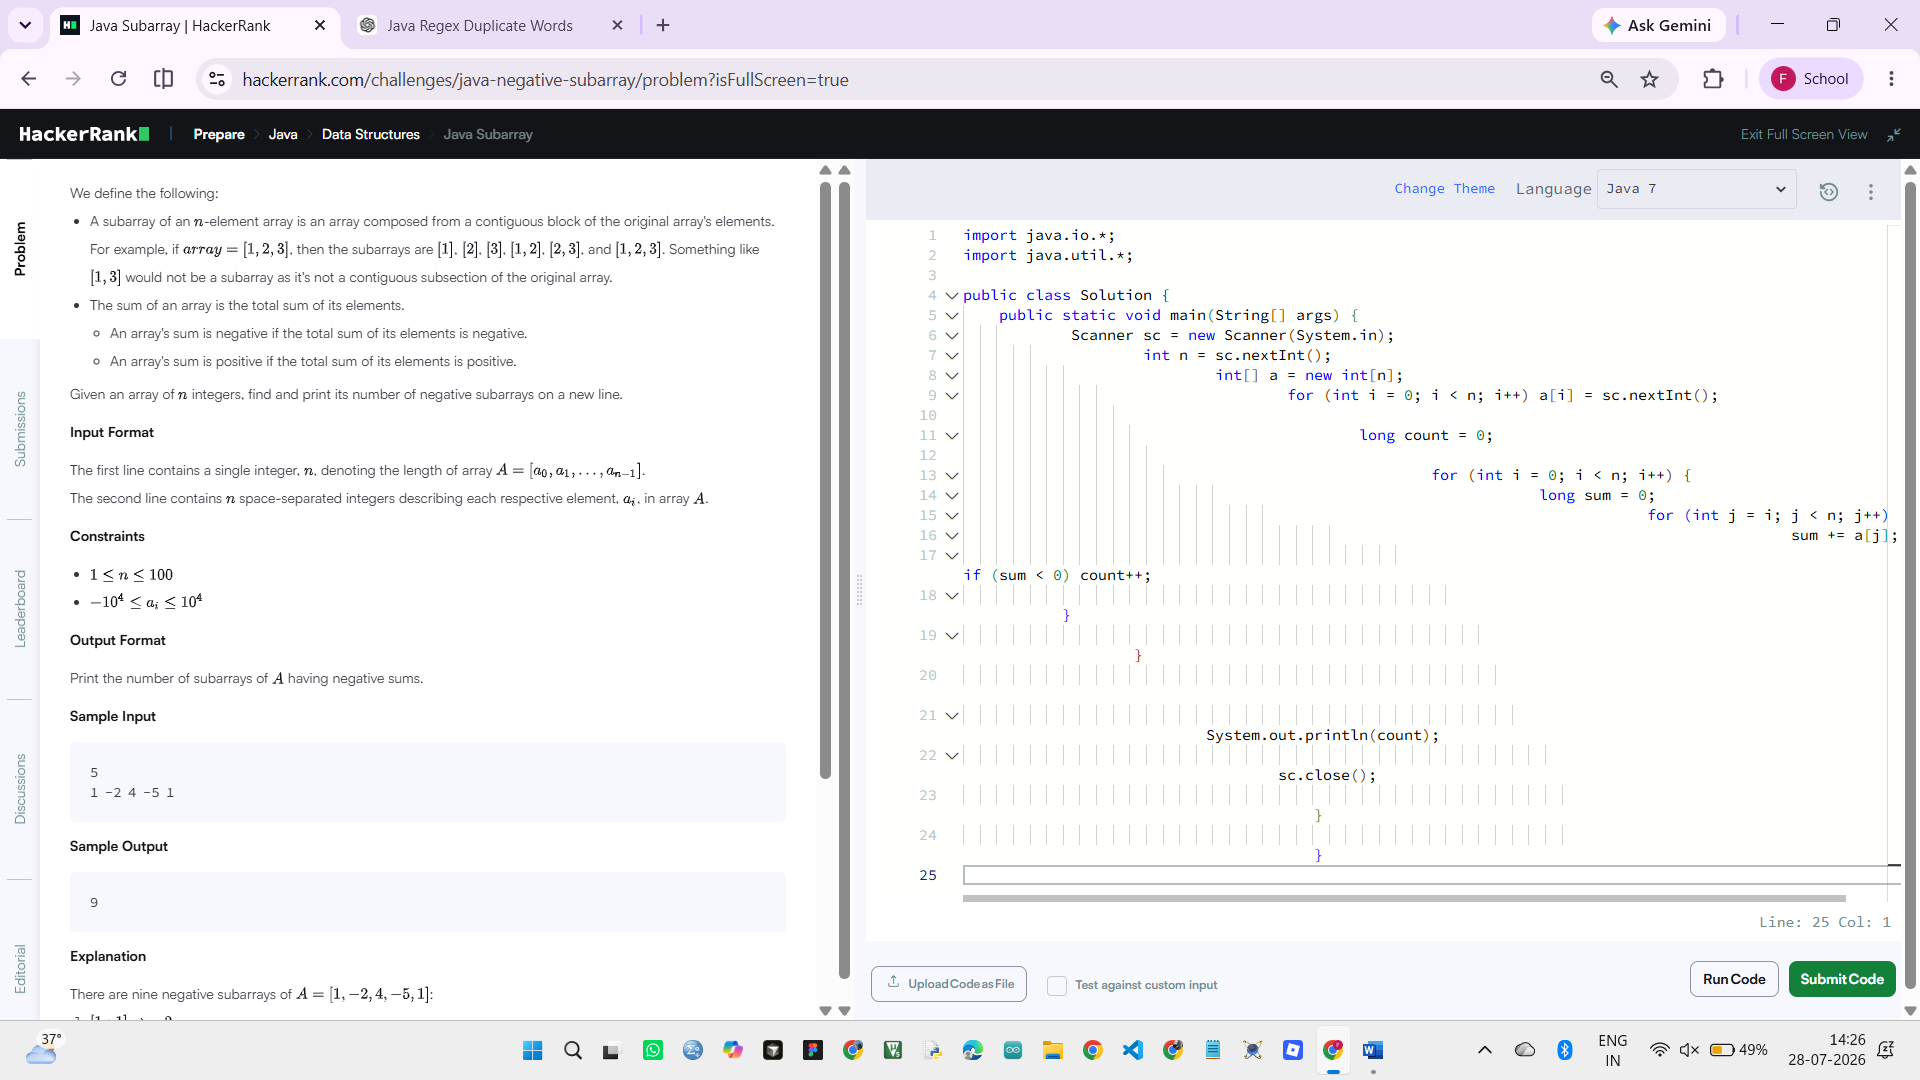 Java Subarray | HackerRank
Java Regex Duplicate Words
Ask Gemini
hackerrank.com/challenges/java-negative-subarray/problem?isFullScreen=true
F School
HackerRank
Prepare
Java
Data Structures
Java Subarray
Exit Full Screen View
Problem
Submissions
Leaderboard
Discussions
Editorial
We define the following:
• A subarray of an n-element array is an array composed from a contiguous block of the original array's elements.
For example, if array = [1, 2, 3], then the subarrays are [1], [2], [3], [1, 2], [2, 3], and [1, 2, 3]. Something like
[1, 3] would not be a subarray as it's not a contiguous subsection of the original array.
• The sum of an array is the total sum of its elements.
◦ An array's sum is negative if the total sum of its elements is negative.
◦ An array's sum is positive if the total sum of its elements is positive.
Given an array of n integers, find and print its number of negative subarrays on a new line.
Input Format
The first line contains a single integer, n, denoting the length of array A = [a₀, a₁, . . . , aₙ₋₁].
The second line contains n space-separated integers describing each respective element, aᵢ, in array A.
Constraints
• 1 ≤ n ≤ 100
• −10⁴ ≤ aᵢ ≤ 10⁴
Output Format
Print the number of subarrays of A having negative sums.
Sample Input
5
1 -2 4 -5 1
Sample Output
9
Explanation
There are nine negative subarrays of A = [1, −2, 4, −5, 1]:
Change Theme
Language
Java 7
1 import java.io.*;
2 import java.util.*;
3
4 public class Solution {
5 public static void main(String[] args) {
6 Scanner sc = new Scanner(System.in);
7 int n = sc.nextInt();
8 int[] a = new int[n];
9 for (int i = 0; i < n; i++) a[i] = sc.nextInt();
10
11 long count = 0;
12
13 for (int i = 0; i < n; i++) {
14 long sum = 0;
15 for (int j = i; j < n; j++)
16 sum += a[j];
17
if (sum < 0) count++;
18
}
19
}
20
21
System.out.println(count);
22
sc.close();
23
}
24
}
25
Line: 25 Col: 1
Upload Code as File
Test against custom input
Run Code
Submit Code
37°
ENG
IN
49%
14:26
28-07-2026